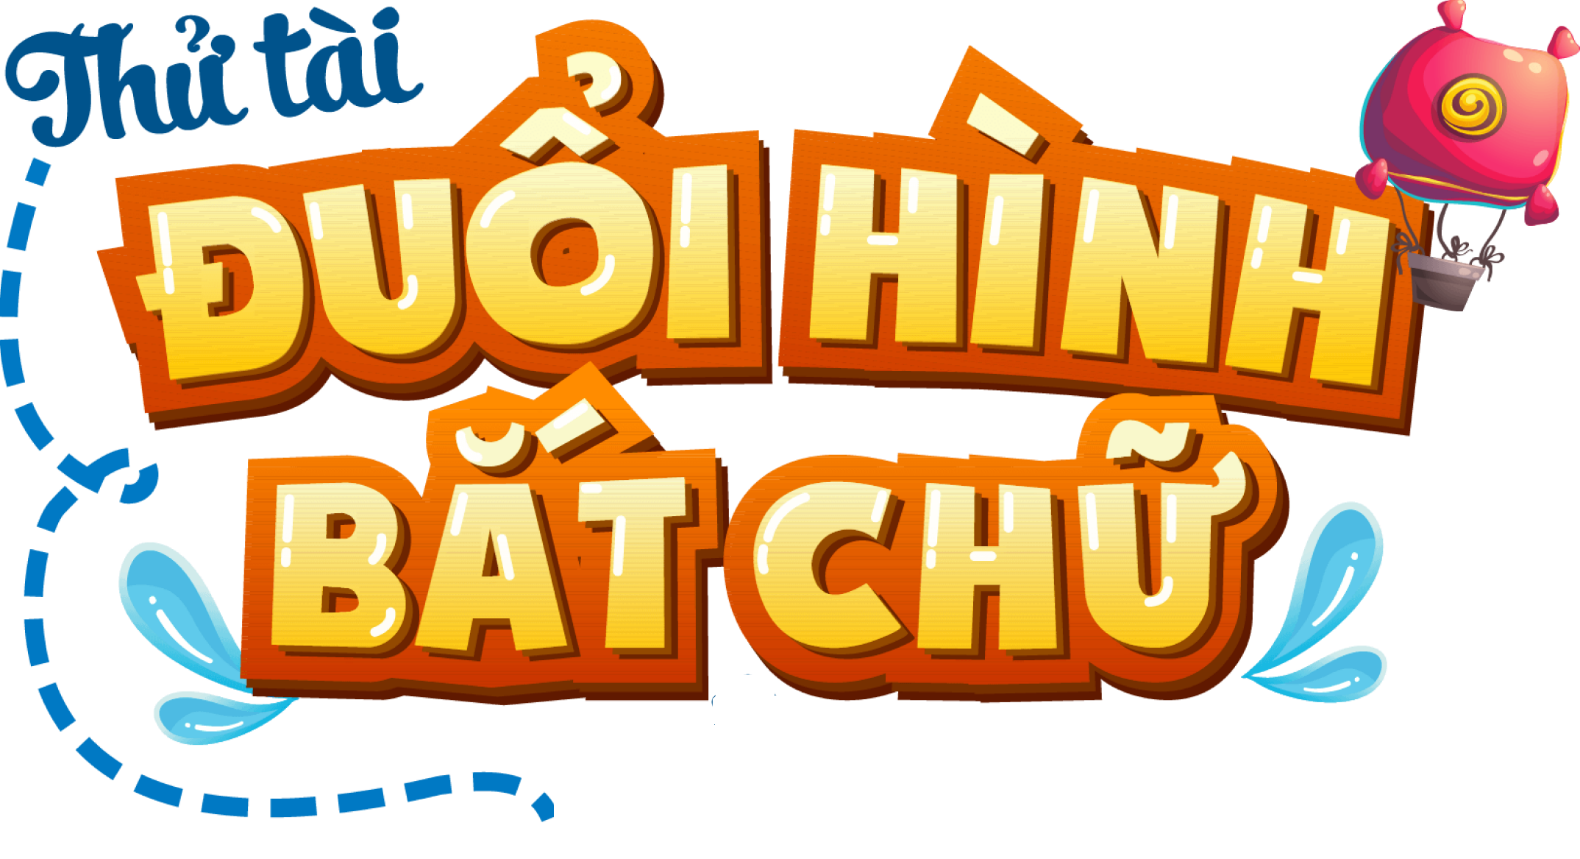 Thử tài
ĐUỔI HÌNH
BẮT CHỮ